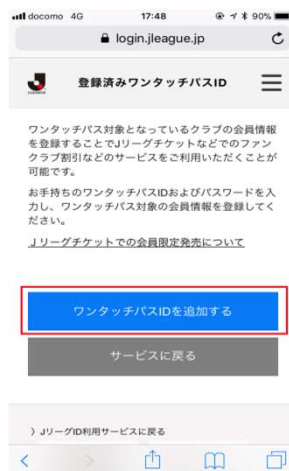 docomo 4G 17:48 90%
login.jleague.jp
登録済みワンタッチパスID
ワンタッチパス対象となっているクラブの会員情報
を登録することでJリーグチケットなどでのファン
クラブ割引などのサービスをご利用いただくことが
可能です。
お手持ちのワンタッチパスIDおよびパスワードを入
力し、ワンタッチパス対象の会員情報を登録してく
ださい。
Ｊリーグチケットでの会員限定発売について
ワンタッチパスIDを追加する
サービスに戻る
〉JリーグID利用サービスに戻る